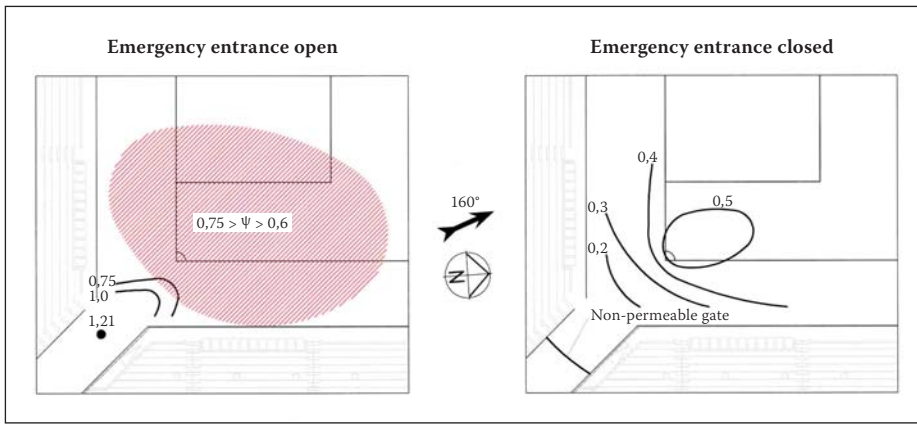 Emergency entrance open
Emergency entrance closed
0,75 > Ψ > 0,6
0,75
1,0
1,21
160°
N
0,4
0,5
0,3
0,2
Non-permeable gate